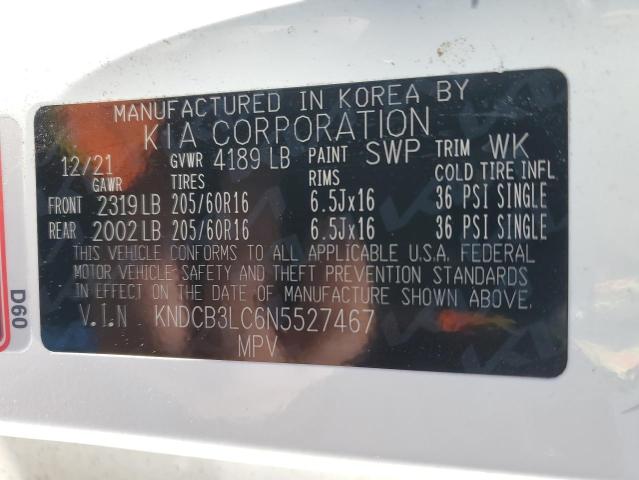 MANUFACTURED IN KOREA BY
KIA CORPORATION
12/21 GVWR 4189 LB PAINT SWP TRIM WK
GAWR TIRES RIMS COLD TIRE INFL
FRONT 2319 LB 205/60R16 6.5Jx16 36 PSI SINGLE
REAR 2002 LB 205/60R16 6.5Jx16 36 PSI SINGLE
THIS VEHICLE CONFORMS TO ALL APPLICABLE U.S.A. FEDERAL
MOTOR VEHICLE SAFETY AND THEFT PREVENTION STANDARDS
IN EFFECT ON THE DATE OF MANUFACTURE SHOWN ABOVE.
V.I.N KNDCB3LC6N5527467
MPV
D60